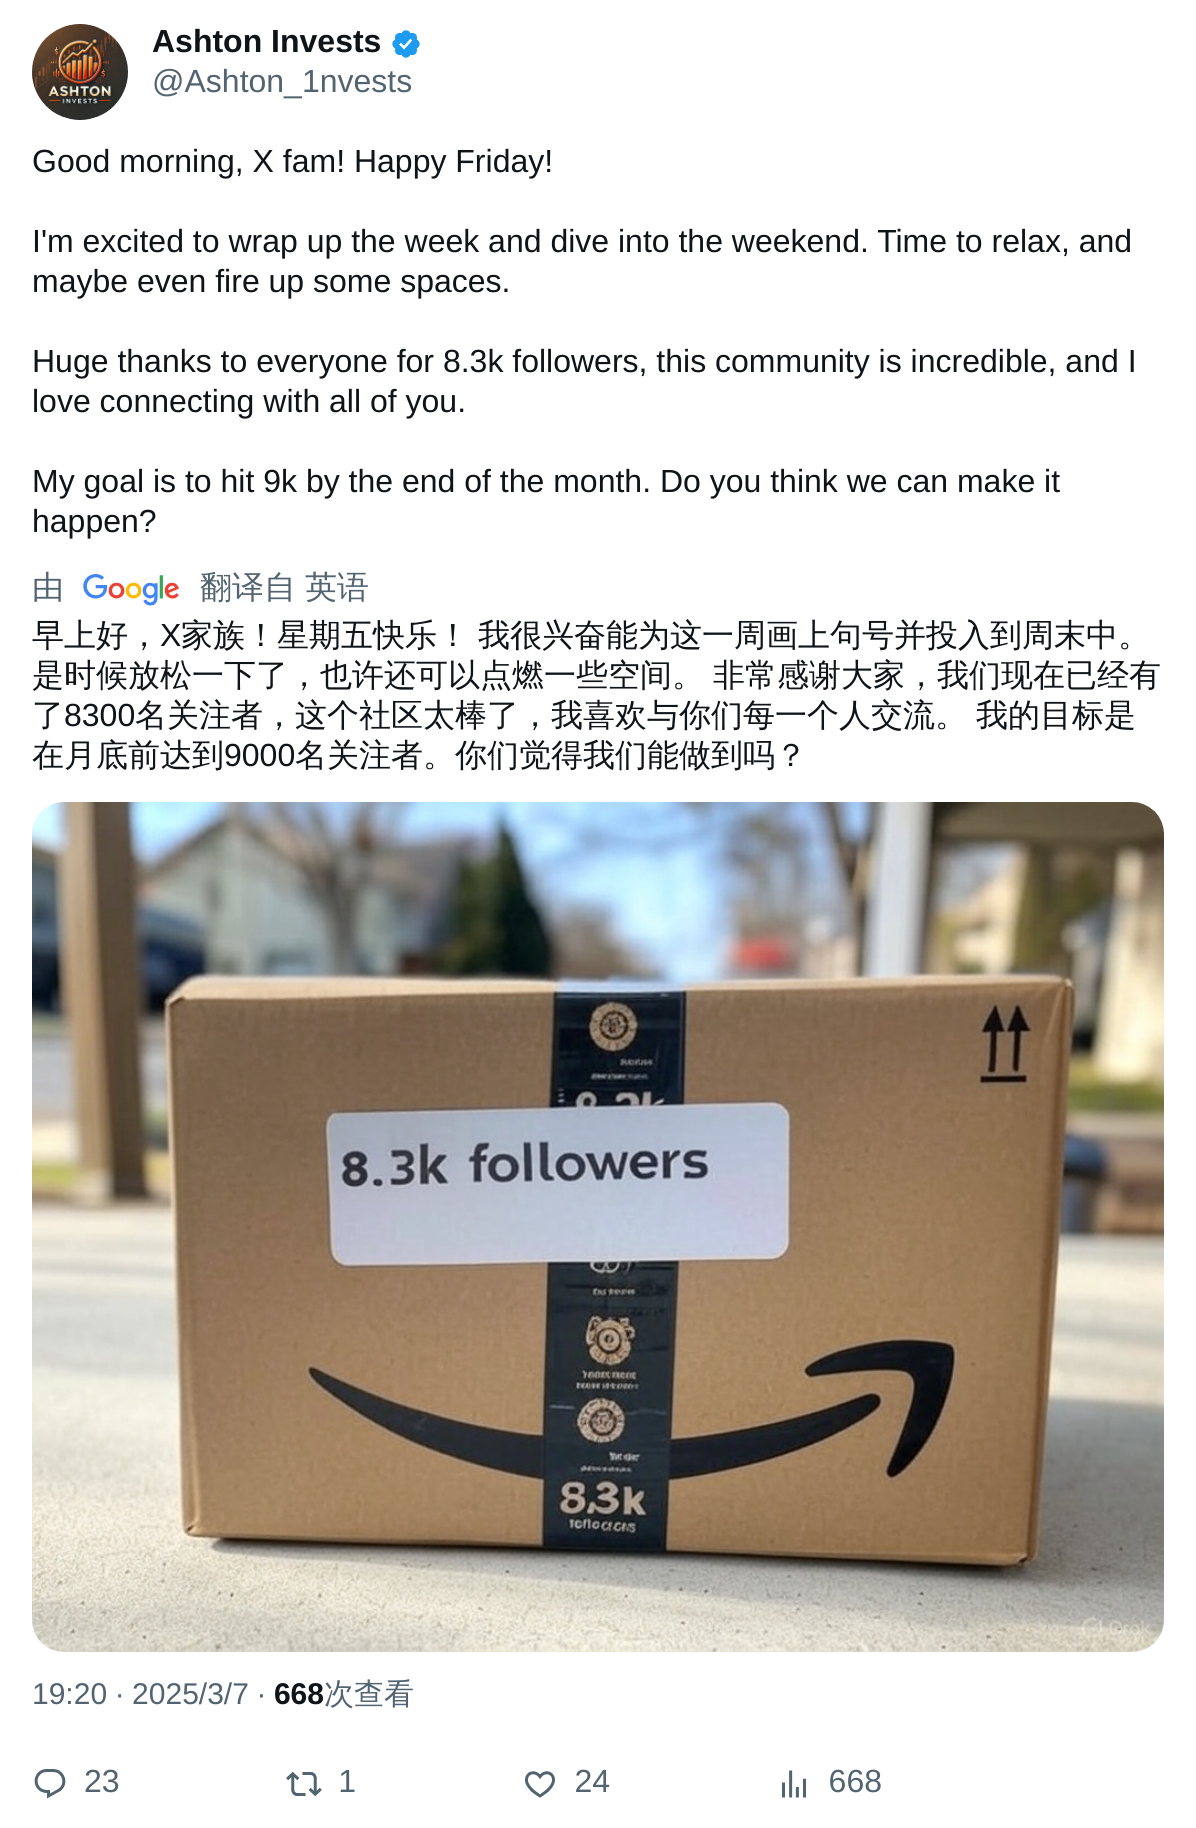 ASHTON
INVESTS
Ashton Invests
@Ashton_1nvests
Good morning, X fam! Happy Friday!
I'm excited to wrap up the week and dive into the weekend. Time to relax, and
maybe even fire up some spaces.
Huge thanks to everyone for 8.3k followers, this community is incredible, and I
love connecting with all of you.
My goal is to hit 9k by the end of the month. Do you think we can make it
happen?
由 Google 翻译自 英语
早上好，X家族！星期五快乐！ 我很兴奋能为这一周画上句号并投入到周末中。
是时候放松一下了，也许还可以点燃一些空间。 非常感谢大家，我们现在已经有
了8300名关注者，这个社区太棒了，我喜欢与你们每一个人交流。 我的目标是
在月底前达到9000名关注者。你们觉得我们能做到吗？
8.3k followers
8,3k
19:20 · 2025/3/7 · 668次查看
23 1 24 668